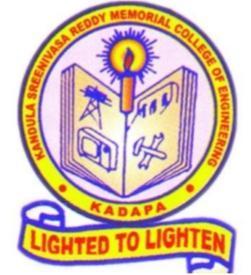 KANDULA SREENIVASA REDDY MEMORIAL COLLEGE OF ENGINEERING
KADAPA
LIGHTED TO LIGHTEN